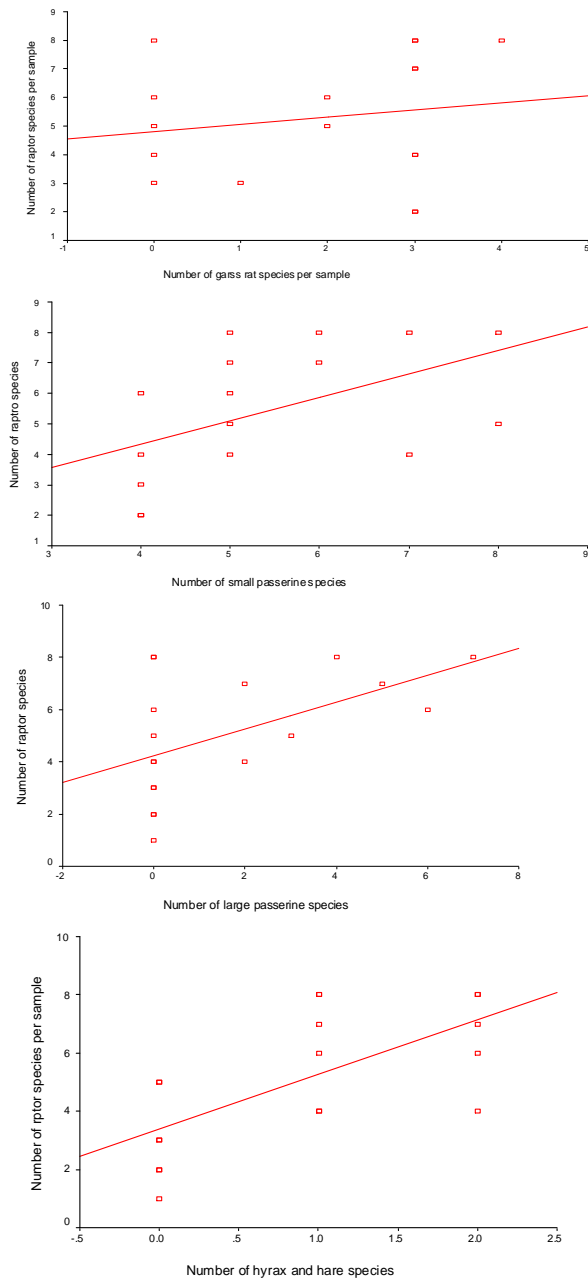 9
8
7
6
5
4
3
2
1
Number of raptor species per sample
-1 0 1 2 3 4 5
Number of garss rat species per sample
9
8
7
6
5
4
3
2
1
Number of raptro species
3 4 5 6 7 8 9
Number of small passerine species
10
8
6
4
2
0
Number of raptor species
-2 0 2 4 6 8
Number of large passerine species
10
8
6
4
2
0
Number of rptor species per sample
-.5 0.0 .5 1.0 1.5 2.0 2.5
Number of hyrax and hare species